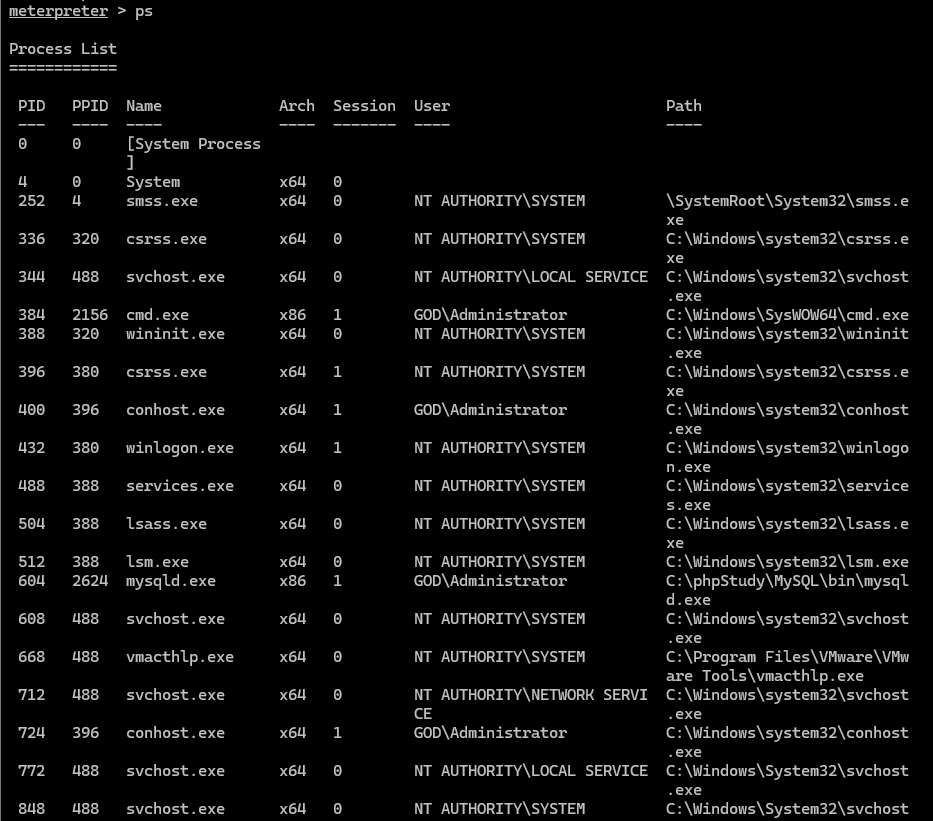 meterpreter > ps
Process List
============
PID PPID Name Arch Session User Path
--- ---- ---- ---- ------- ---- ----
0 0 [System Process
]
4 0 System x64 0
252 4 smss.exe x64 0 NT AUTHORITY\SYSTEM \SystemRoot\System32\smss.e
xe
336 320 csrss.exe x64 0 NT AUTHORITY\SYSTEM C:\Windows\system32\csrss.e
xe
344 488 svchost.exe x64 0 NT AUTHORITY\LOCAL SERVICE C:\Windows\system32\svchost
.exe
384 2156 cmd.exe x86 1 GOD\Administrator C:\Windows\SysWOW64\cmd.exe
388 320 wininit.exe x64 0 NT AUTHORITY\SYSTEM C:\Windows\system32\wininit
.exe
396 380 csrss.exe x64 1 NT AUTHORITY\SYSTEM C:\Windows\system32\csrss.e
xe
400 396 conhost.exe x64 1 GOD\Administrator C:\Windows\system32\conhost
.exe
432 380 winlogon.exe x64 1 NT AUTHORITY\SYSTEM C:\Windows\system32\winlogo
n.exe
488 388 services.exe x64 0 NT AUTHORITY\SYSTEM C:\Windows\system32\service
s.exe
504 388 lsass.exe x64 0 NT AUTHORITY\SYSTEM C:\Windows\system32\lsass.e
xe
512 388 lsm.exe x64 0 NT AUTHORITY\SYSTEM C:\Windows\system32\lsm.exe
604 2624 mysqld.exe x86 1 GOD\Administrator C:\phpStudy\MySQL\bin\mysql
d.exe
608 488 svchost.exe x64 0 NT AUTHORITY\SYSTEM C:\Windows\system32\svchost
.exe
668 488 vmacthlp.exe x64 0 NT AUTHORITY\SYSTEM C:\Program Files\VMware\VMw
are Tools\vmacthlp.exe
712 488 svchost.exe x64 0 NT AUTHORITY\NETWORK SERVI C:\Windows\system32\svchost
CE .exe
724 396 conhost.exe x64 1 GOD\Administrator C:\Windows\system32\conhost
.exe
772 488 svchost.exe x64 0 NT AUTHORITY\LOCAL SERVICE C:\Windows\System32\svchost
.exe
848 488 svchost.exe x64 0 NT AUTHORITY\SYSTEM C:\Windows\System32\svchost